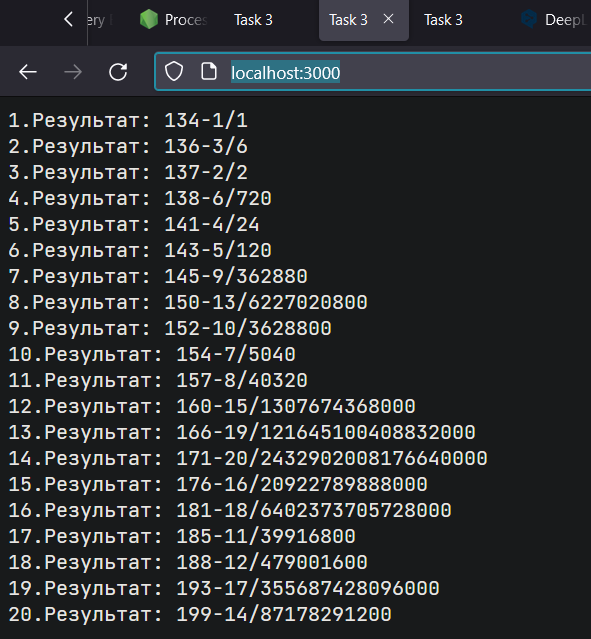 ery
Proces
Task 3
Task 3
Task 3
DeepL
localhost:3000
1.Результат: 134-1/1
2.Результат: 136-3/6
3.Результат: 137-2/2
4.Результат: 138-6/720
5.Результат: 141-4/24
6.Результат: 143-5/120
7.Результат: 145-9/362880
8.Результат: 150-13/6227020800
9.Результат: 152-10/3628800
10.Результат: 154-7/5040
11.Результат: 157-8/40320
12.Результат: 160-15/1307674368000
13.Результат: 166-19/121645100408832000
14.Результат: 171-20/2432902008176640000
15.Результат: 176-16/20922789888000
16.Результат: 181-18/6402373705728000
17.Результат: 185-11/39916800
18.Результат: 188-12/479001600
19.Результат: 193-17/355687428096000
20.Результат: 199-14/87178291200